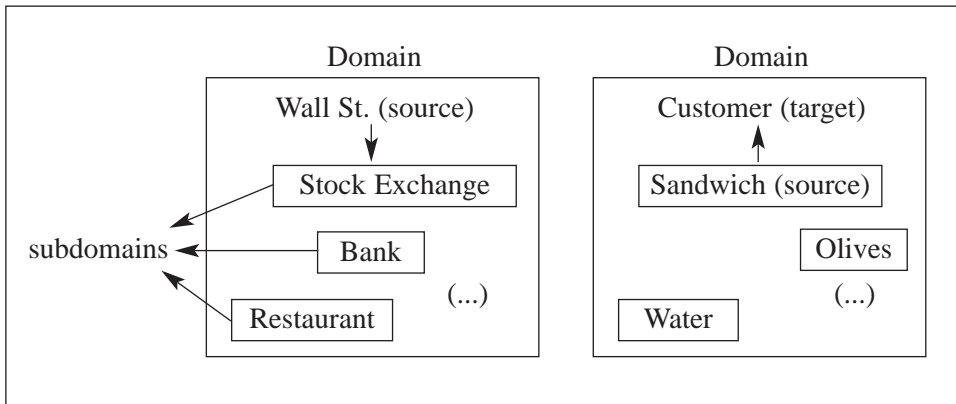 Domain
Wall St. (source)
Stock Exchange
subdomains
Bank
(...)
Restaurant
Domain
Customer (target)
Sandwich (source)
Olives
(...)
Water